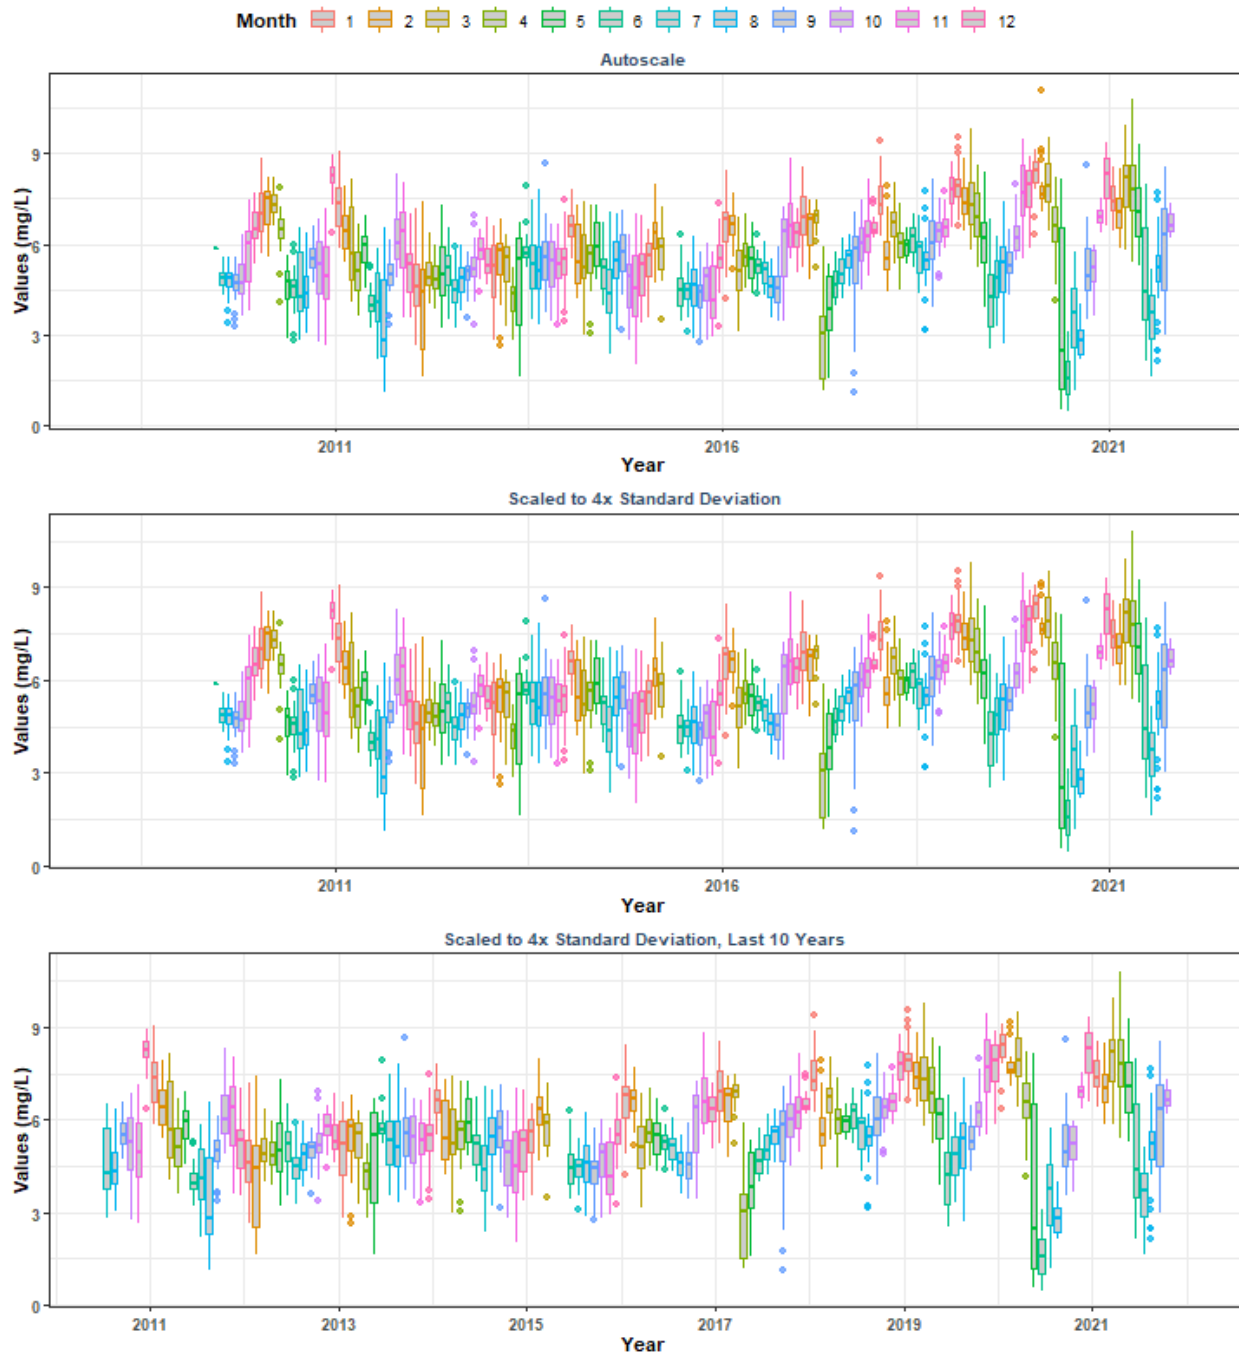 Month 1 2 3 4 5 6 7 8 9 10 11 12
Autoscale
Values (mg/L)
9
6
3
0
2011 2016 2021
Year
Scaled to 4x Standard Deviation
Values (mg/L)
9
6
3
0
2011 2016 2021
Year
Scaled to 4x Standard Deviation, Last 10 Years
Values (mg/L)
9
6
3
0
2011 2013 2015 2017 2019 2021
Year